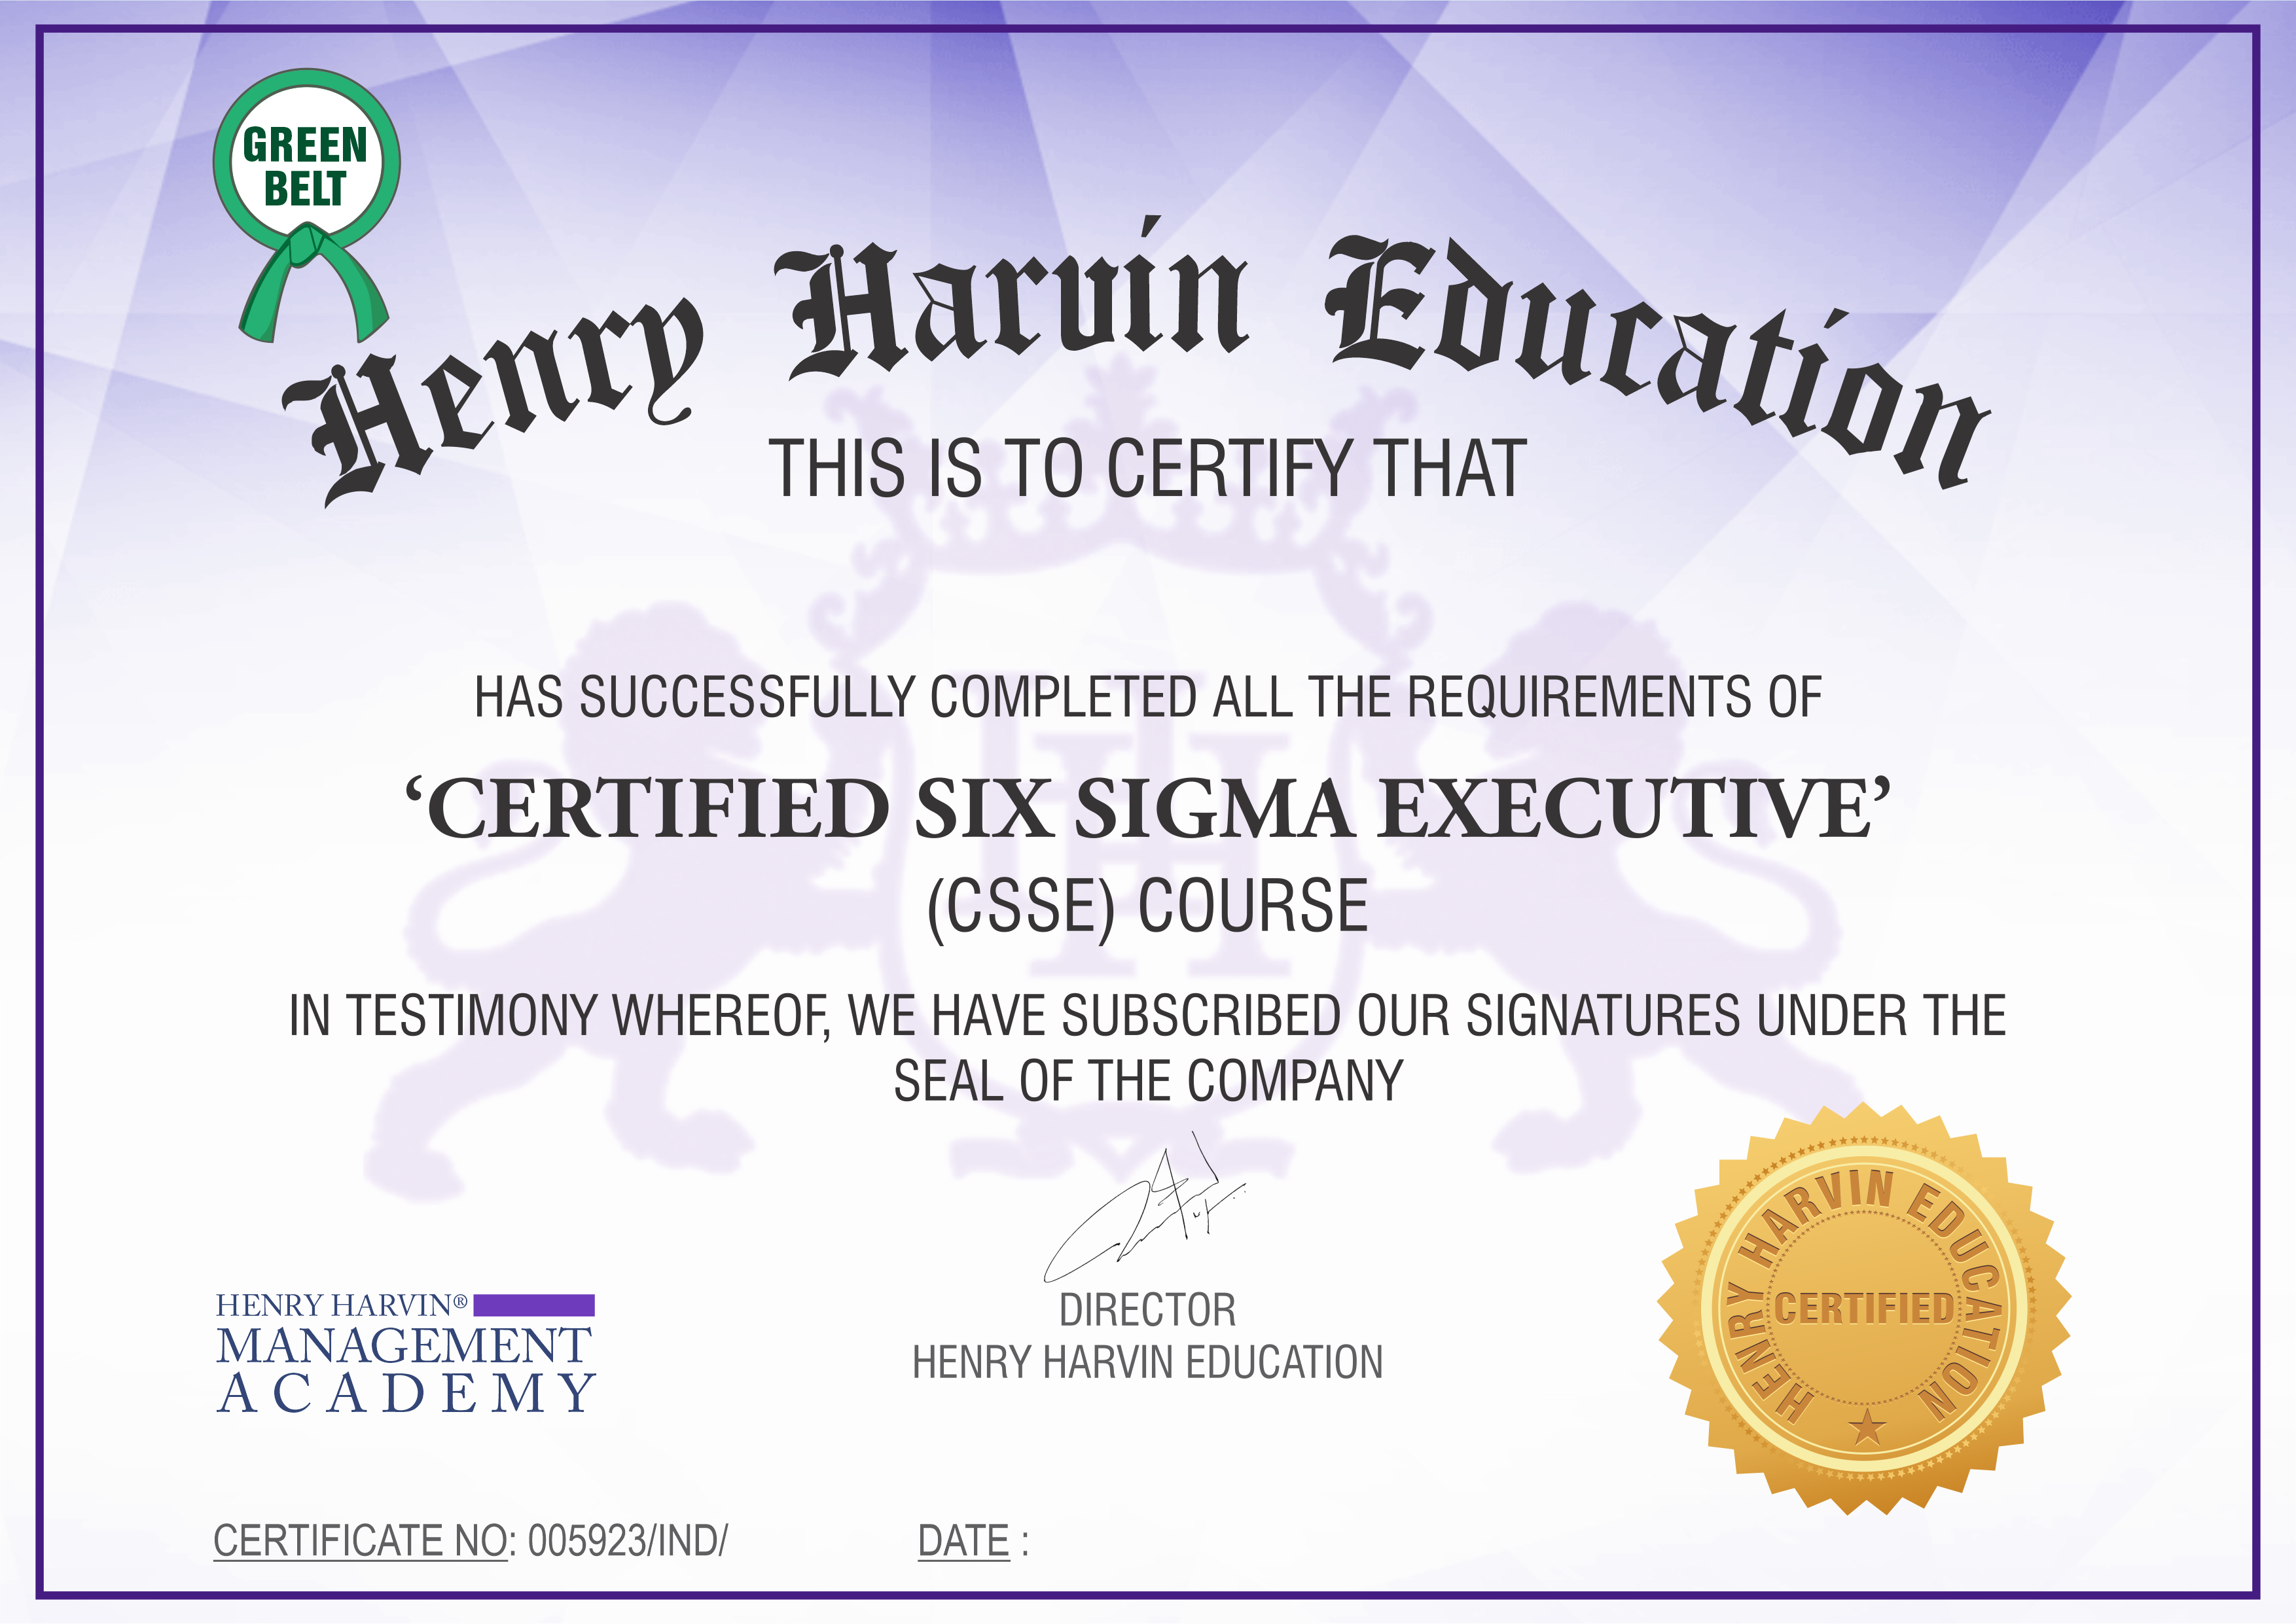 GREEN
BELT
Henry Harvin Education
THIS IS TO CERTIFY THAT
HAS SUCCESSFULLY COMPLETED ALL THE REQUIREMENTS OF
‘CERTIFIED SIX SIGMA EXECUTIVE’
(CSSE) COURSE
IN TESTIMONY WHEREOF, WE HAVE SUBSCRIBED OUR SIGNATURES UNDER THE
SEAL OF THE COMPANY
DIRECTOR
HENRY HARVIN EDUCATION
HENRY HARVIN®
MANAGEMENT
ACADEMY
HENRY HARVIN EDUCATION
CERTIFIED
CERTIFICATE NO: 005923/IND/
DATE :